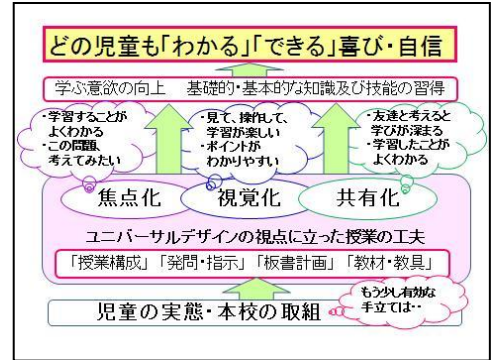 どの児童も「わかる」「できる」喜び・自信
学ぶ意欲の向上　基礎的・基本的な知識及び技能の習得
・学習することが
よくわかる
・この問題、
考えてみたい
・見て、操作して、
学習が楽しい
・ポイントが
わかりやすい
・友達と考えると
学びが深まる
・学習したことが
よくわかる
焦点化　視覚化　共有化
ユニバーサルデザインの視点に立った授業の工夫
「授業構成」「発問・指示」「板書計画」「教材・教具」
もう少し有効な
手立ては・・
児童の実態・本校の取組